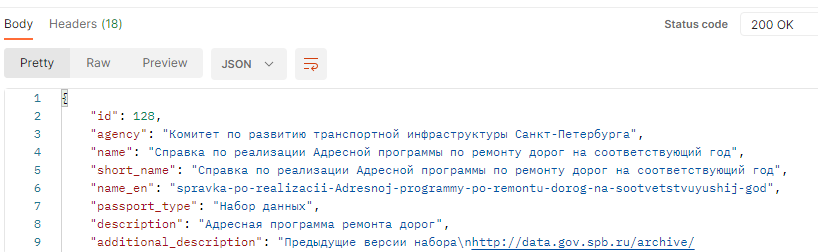 Body Headers (18) Status code 200 OK
Pretty Raw Preview JSON
1 {
2 "id": 128,
3 "agency": "Комитет по развитию транспортной инфраструктуры Санкт-Петербурга",
4 "name": "Справка по реализации Адресной программы по ремонту дорог на соответствующий год",
5 "short_name": "Справка по реализации Адресной программы по ремонту дорог на соответствующий год",
6 "name_en": "spravka-po-realizacii-Adresnoj-programmy-po-remontu-dorog-na-sootvetstvuyushij-god",
7 "passport_type": "Набор данных",
8 "description": "Адресная программа ремонта дорог",
9 "additional_description": "Предыдущие версии набора\nhttp://data.gov.spb.ru/archive/